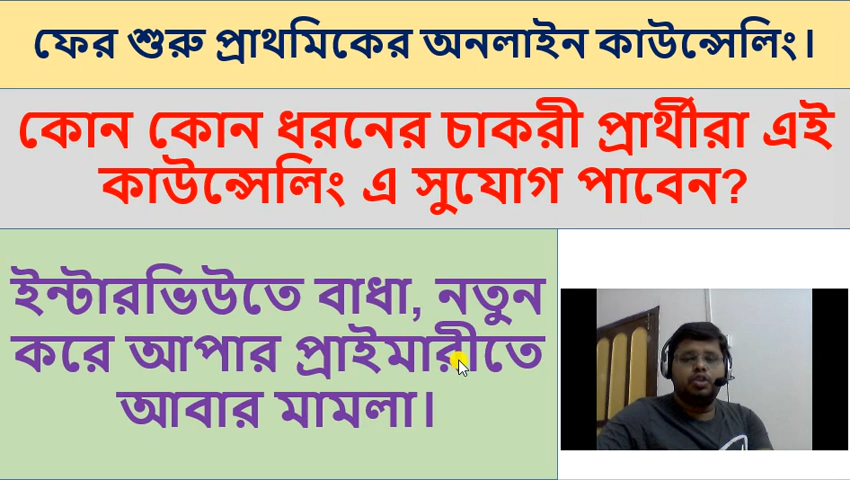 ফের শুরু প্রাথমিকের অনলাইন কাউন্সেলিং।
কোন কোন ধরনের চাকরী প্রার্থীরা এই
কাউন্সেলিং এ সুযোগ পাবেন?
ইন্টারভিউতে বাধা, নতুন
করে আপার প্রাইমারীতে
আবার মামলা।